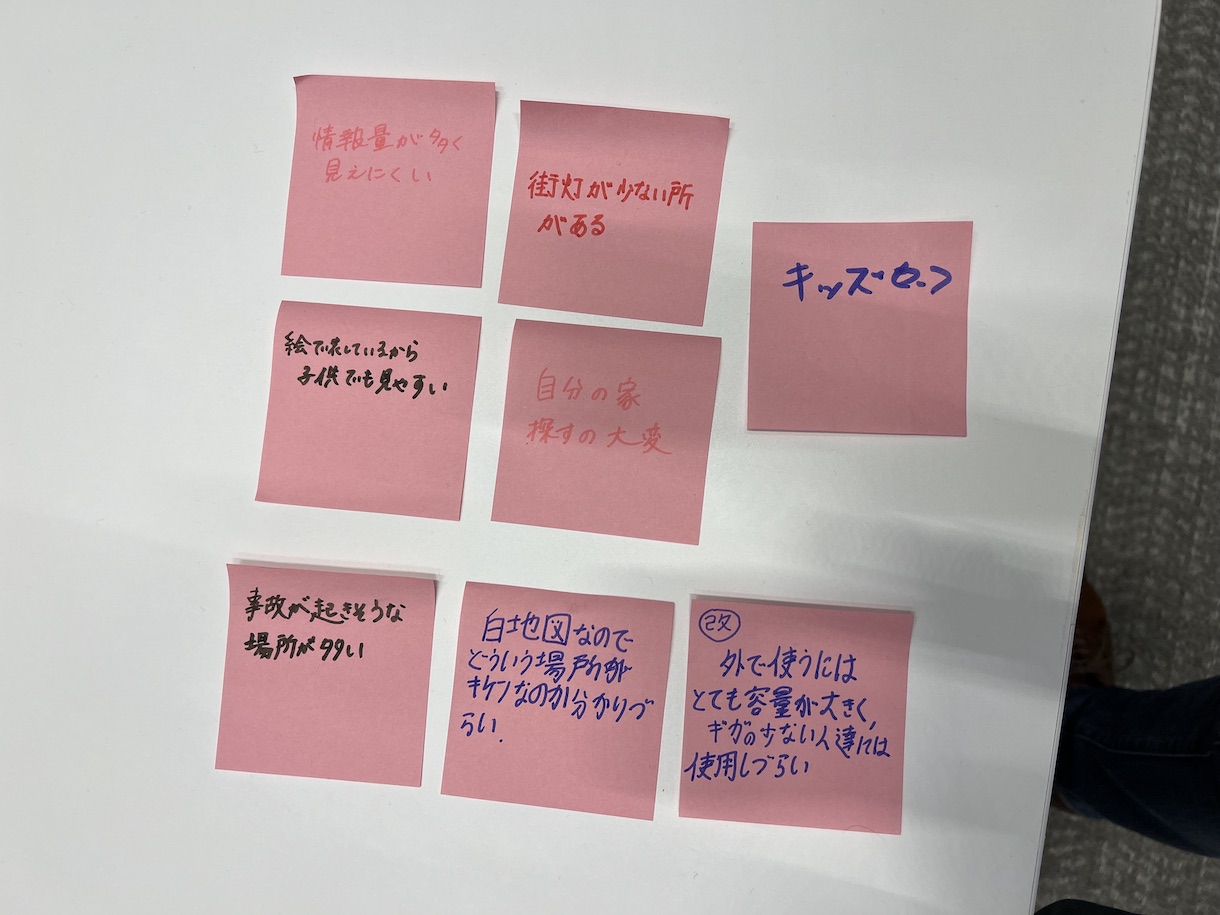 情報量が多く
見えにくい
街灯が少ない所
がある
キッズセーフ
絵で表しているから
子供でも見やすい
自分の家
探すの大変
事故が起きそうな
場所が多い
白地図なので
どういう場所が
キケンなのか分かりづ
らい.
改
外で使うには
とても容量が大きく,
ギガの少ない人達には
使用しづらい